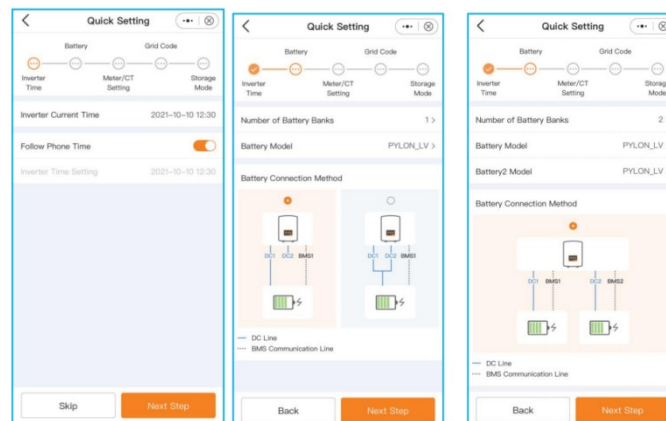 Quick Setting
Battery
Grid Code
Inverter
Time
Meter/CT
Setting
Storage
Mode
Inverter Current Time
2021-10-10 12:30
Follow Phone Time
Inverter Time Setting
2021-10-10 12:30
Skip
Next Step
Quick Setting
Battery
Grid Code
Inverter
Time
Meter/CT
Setting
Storage
Mode
Number of Battery Banks
1 >
Battery Model
PYLON_LV >
Battery Connection Method
DC1 DC2 BMS1
DC1 DC2 BMS1
DC Line
BMS Communication Line
Back
Next Step
Quick Setting
Battery
Grid Code
Inverter
Time
Meter/CT
Setting
Storage
Mode
Number of Battery Banks
2
Battery Model
PYLON_LV
Battery2 Model
PYLON_LV
Battery Connection Method
DC1 BMS1
DC2 BMS2
DC Line
BMS Communication Line
Back
Next Step